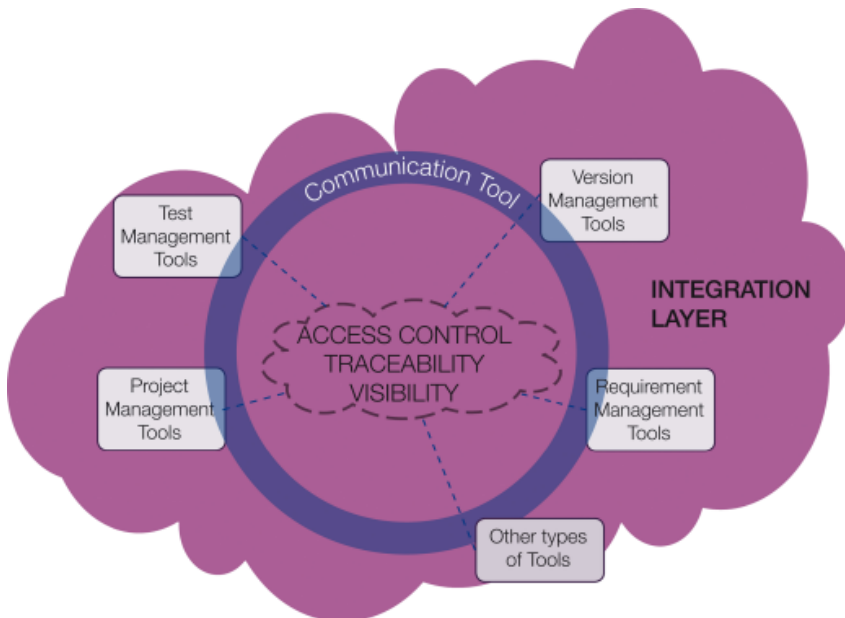 Communication Tool
Version
Management
Tools
Test
Management
Tools
INTEGRATION
LAYER
ACCESS CONTROL
TRACEABILITY
VISIBILITY
Project
Management
Tools
Requirement
Management
Tools
Other types
of Tools